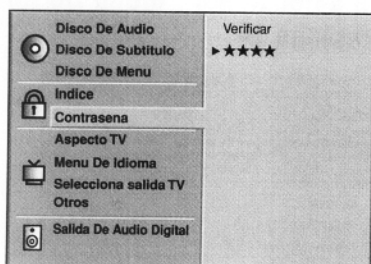 Disco De Audio
Disco De Subtitulo
Disco De Menu
Indice
Contrasena
Aspecto TV
Menu De Idioma
Selecciona salida TV
Otros
Salida De Audio Digital
Verificar
►★★★★